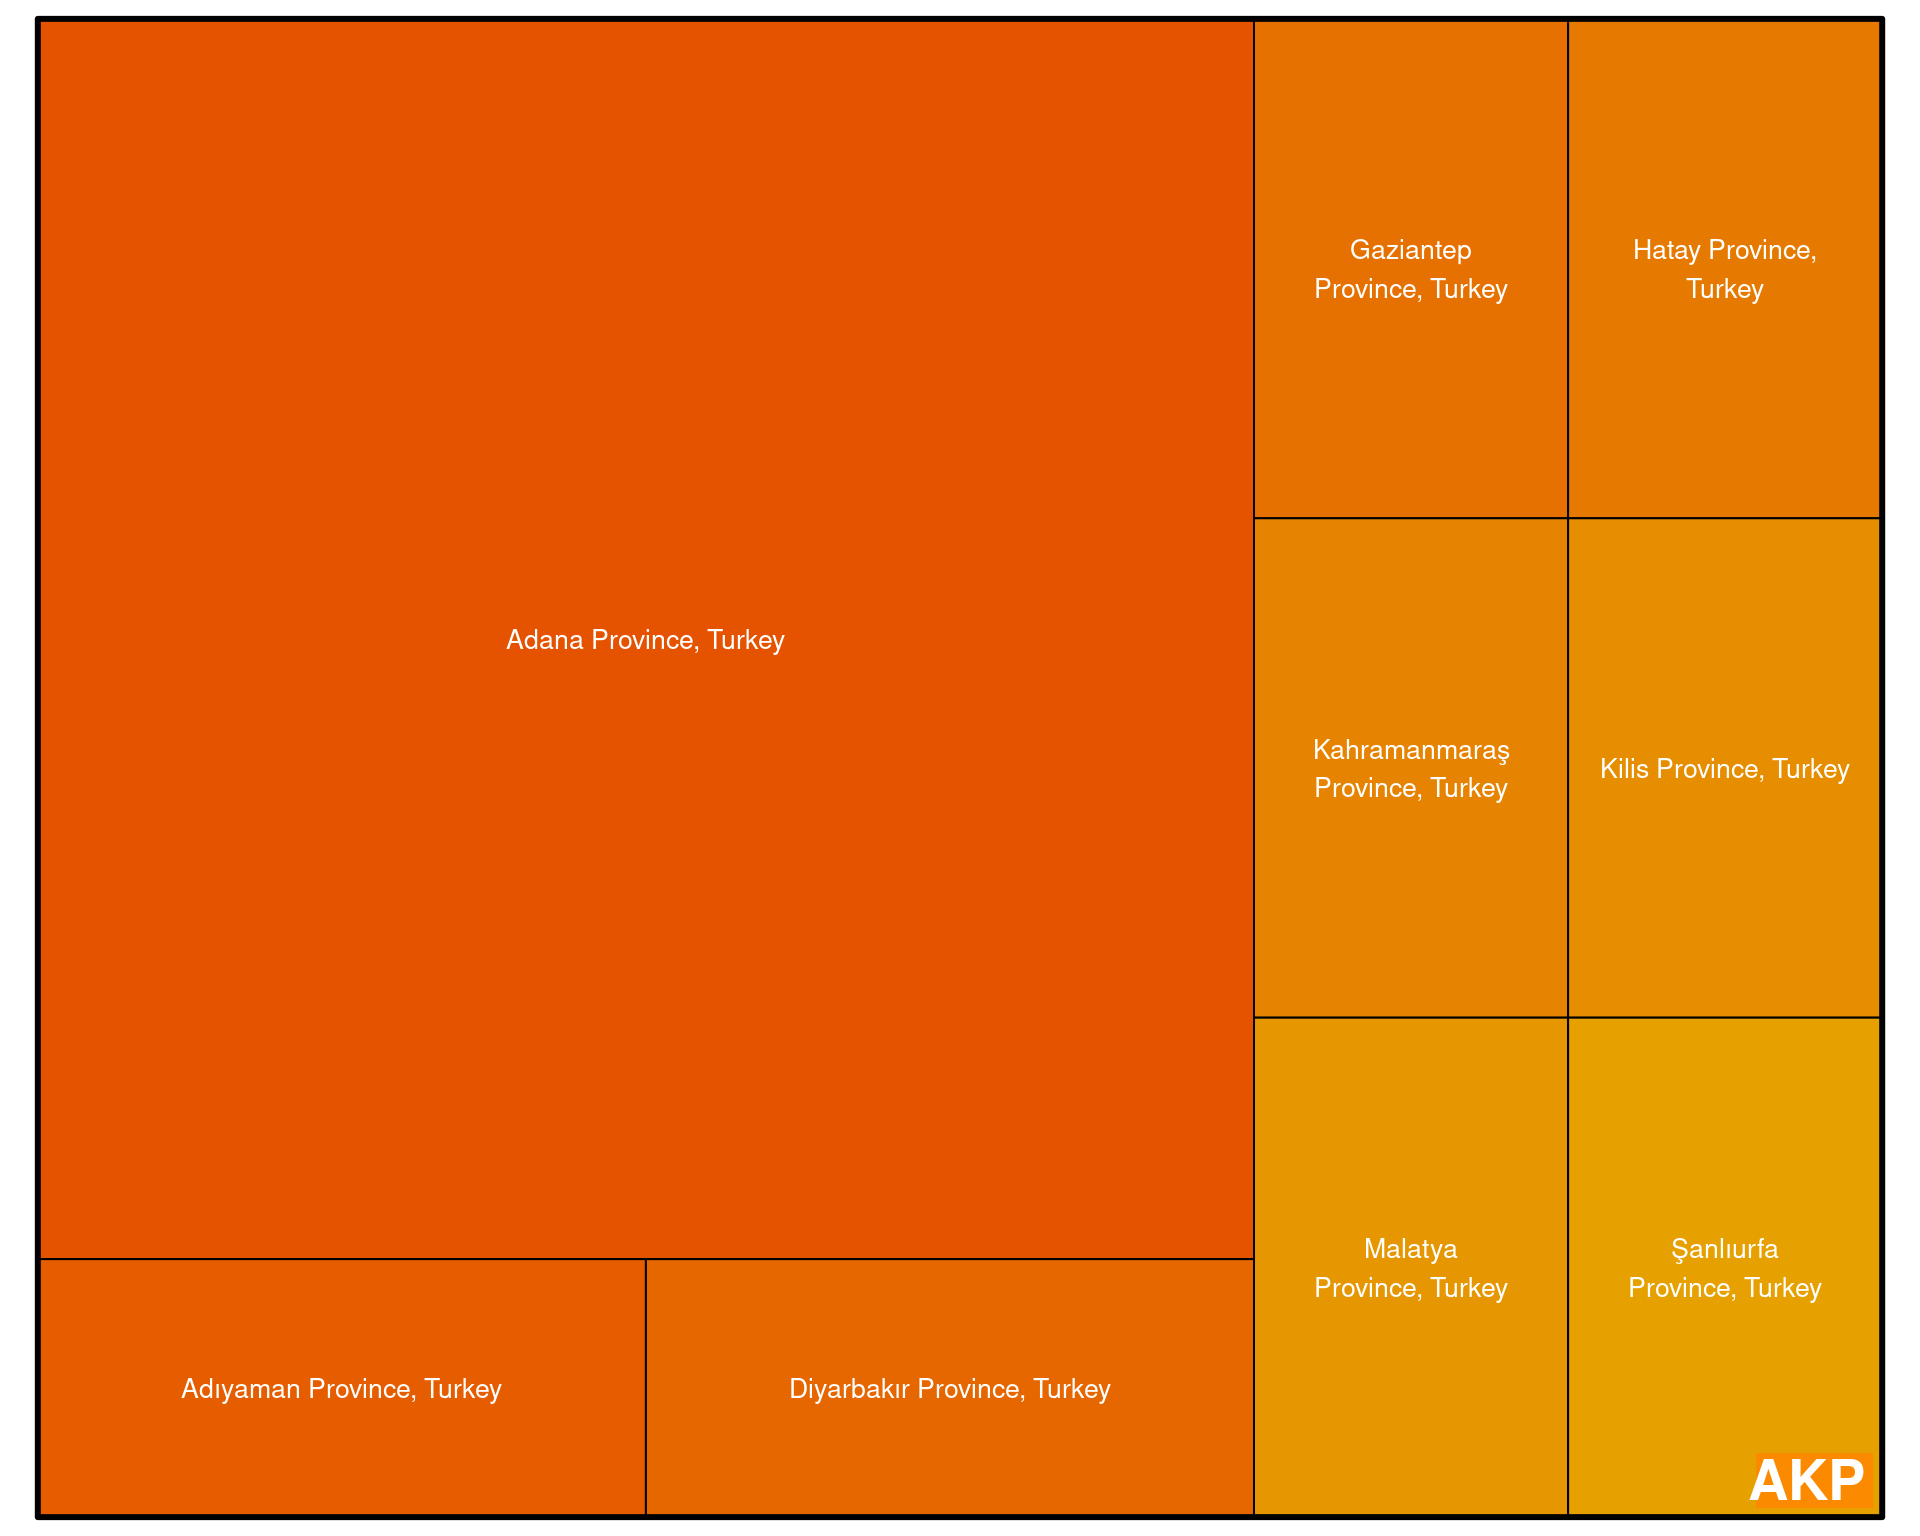 Adana Province, Turkey
Adıyaman Province, Turkey
Diyarbakır Province, Turkey
Gaziantep
Province, Turkey
Hatay Province,
Turkey
Kahramanmaraş
Province, Turkey
Kilis Province, Turkey
Malatya
Province, Turkey
Şanlıurfa
Province, Turkey
AKP